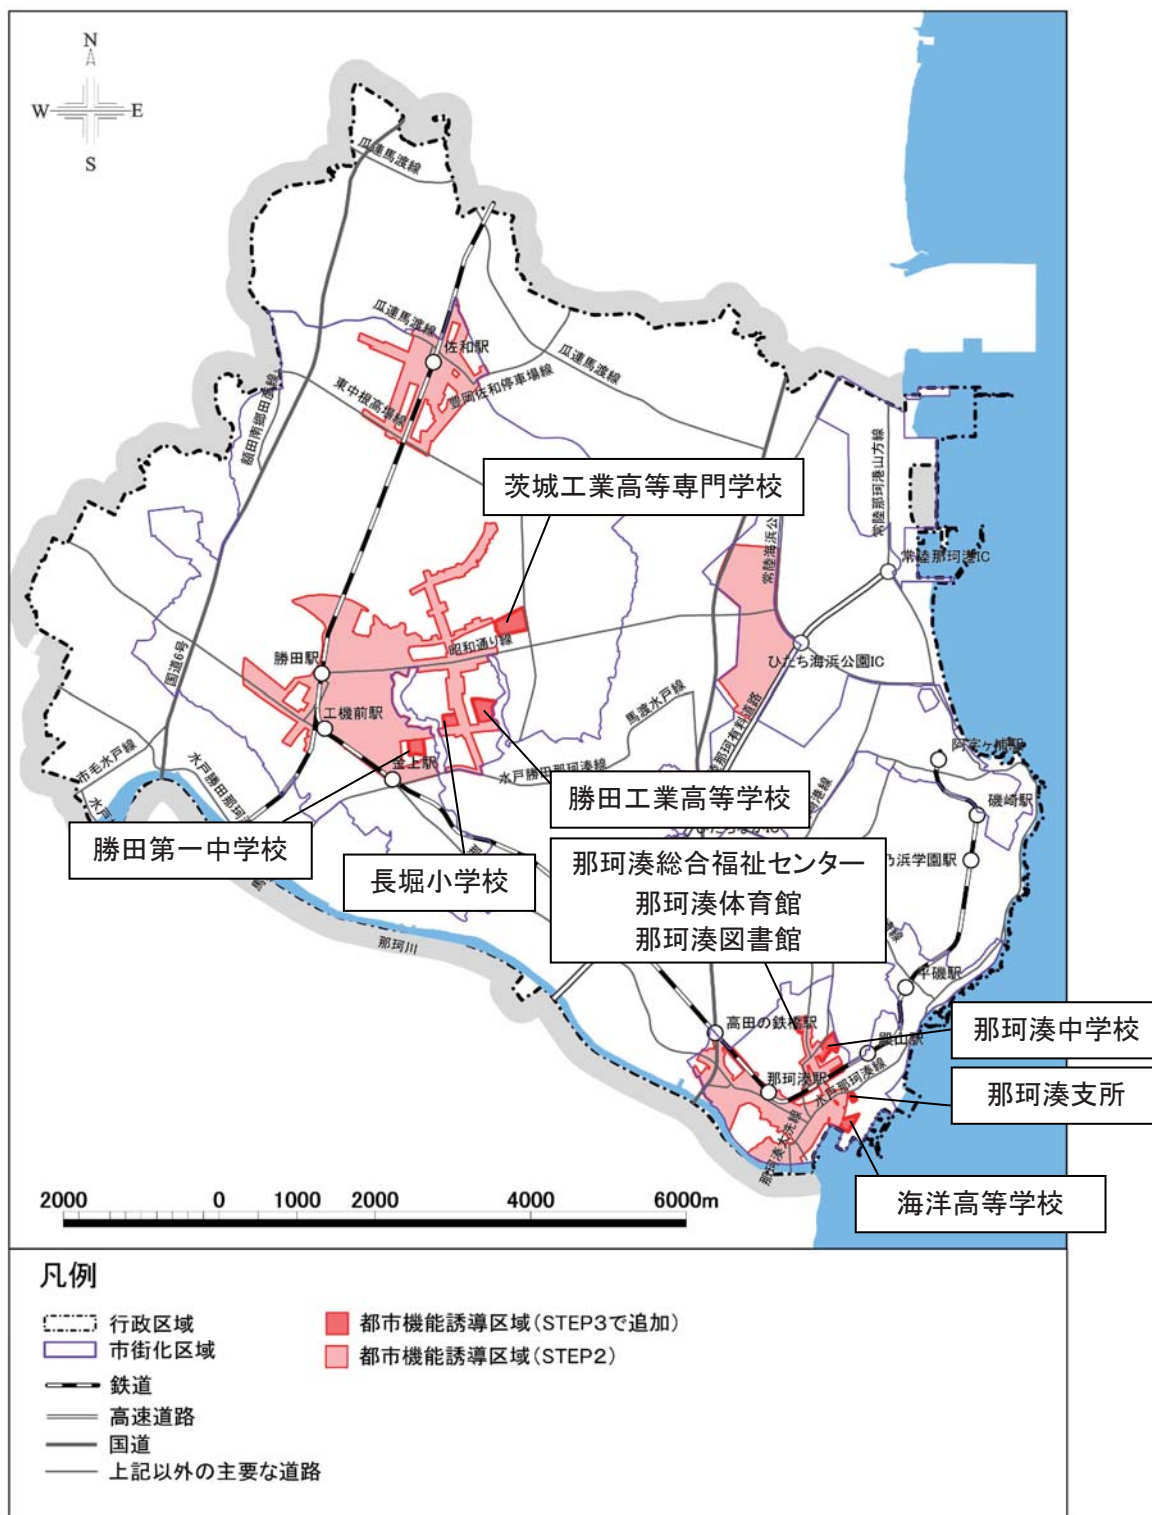 N
W
E
S
瓜連馬渡線
瓜連馬渡線
佐和駅
瓜連馬渡線
豊岡佐和停車場線
東中根高場線
額田南郷田彦線
茨城工業高等専門学校
常陸那珂港山方線
常陸海浜公
常陸那珂港IC
昭和通り線
勝田駅
国道6号
ひたち海浜公園IC
馬渡水戸線
工機前駅
那珂有料道路
阿字ヶ浦駅
金上駅
水戸勝田那珂湊線
市毛水戸線
水戸勝田那珂
水戸
勝田工業高等学校
磯崎駅
勝田第一中学校
長堀小学校
那珂湊総合福祉センター
那珂湊体育館
那珂湊図書館
乃浜学園駅
那珂川
平磯駅
高田の鉄橋駅
那珂湊中学校
殿山駅
那珂湊駅
水戸那珂湊線
那珂湊支所
那珂湊大洗線
海洋高等学校
2000 0 1000 2000 4000 6000m
凡例
行政区域
市街化区域
鉄道
高速道路
国道
上記以外の主要な道路
都市機能誘導区域(STEP3で追加)
都市機能誘導区域(STEP2)